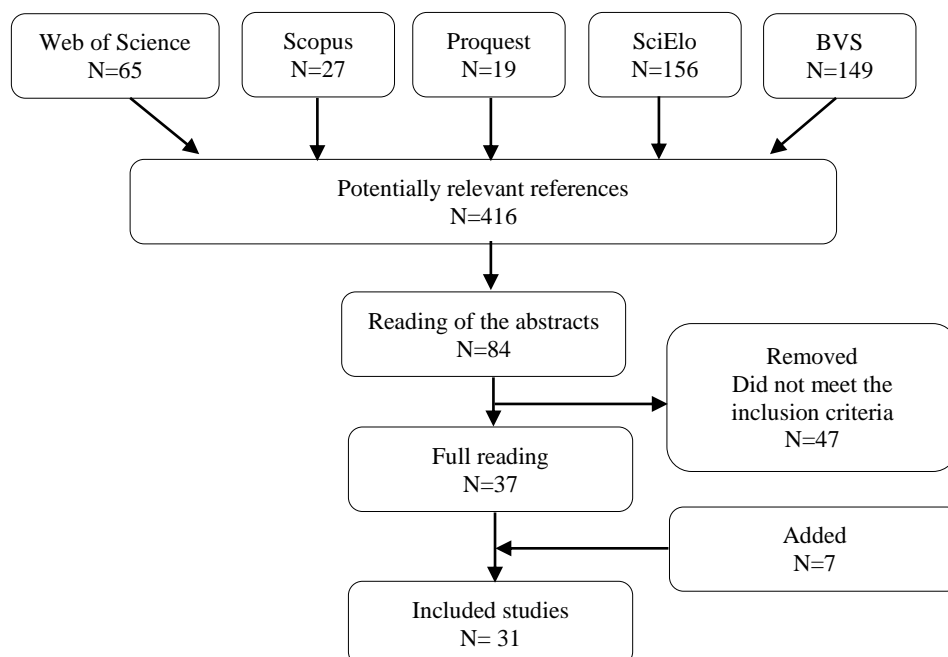 Web of Science
N=65
Scopus
N=27
Proquest
N=19
SciElo
N=156
BVS
N=149
Potentially relevant references
N=416
Reading of the abstracts
N=84
Removed
Did not meet the
inclusion criteria
N=47
Full reading
N=37
Added
N=7
Included studies
N= 31